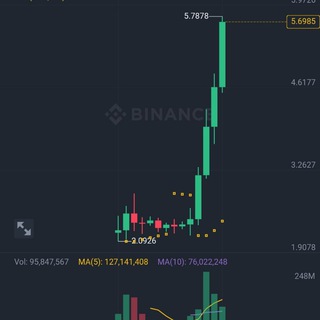 5.7878
5.6985
4.6177
BINANCE
3.2627
2.0926
1.9078
Vol: 95,847,567 MA(5): 127,141,408 MA(10): 76,022,248
248M